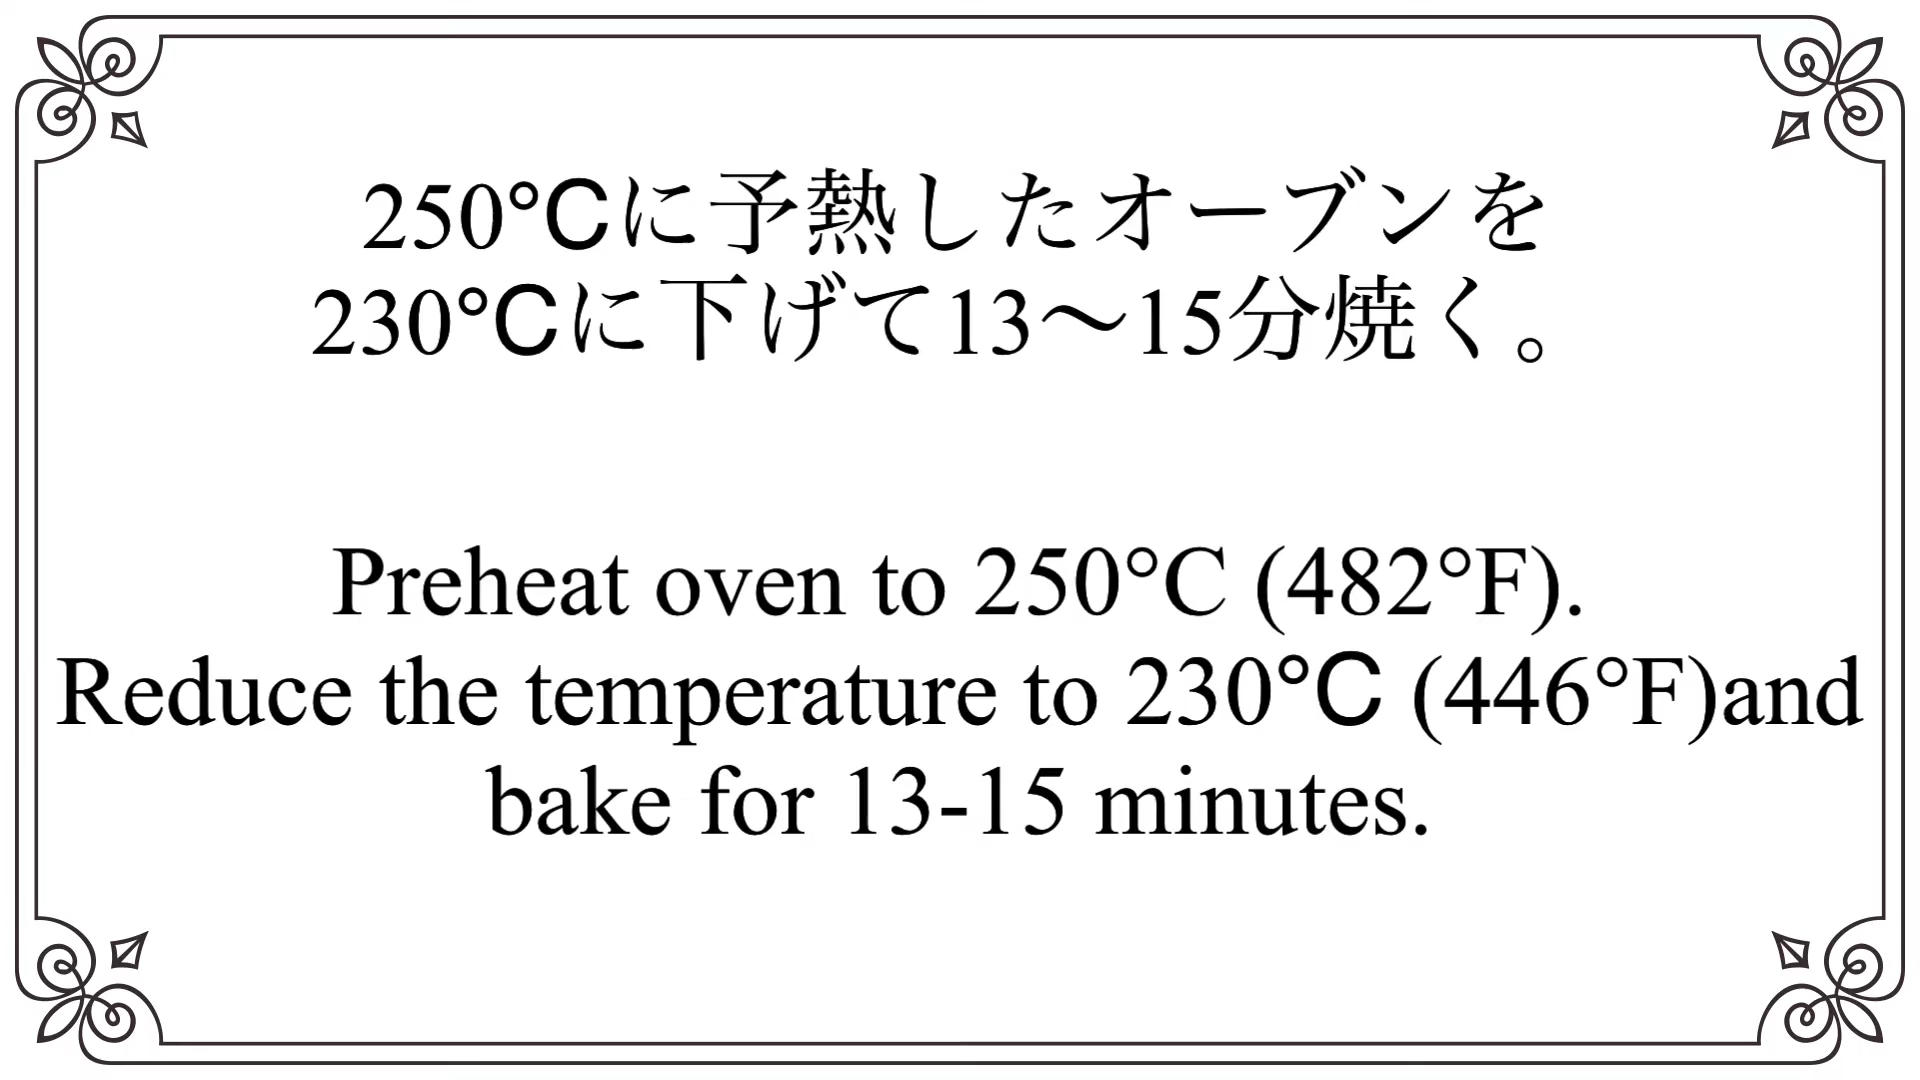 250℃に予熱したオーブンを
230℃に下げて13〜15分焼く。
Preheat oven to 250°C (482°F).
Reduce the temperature to 230℃ (446°F)and
bake for 13-15 minutes.